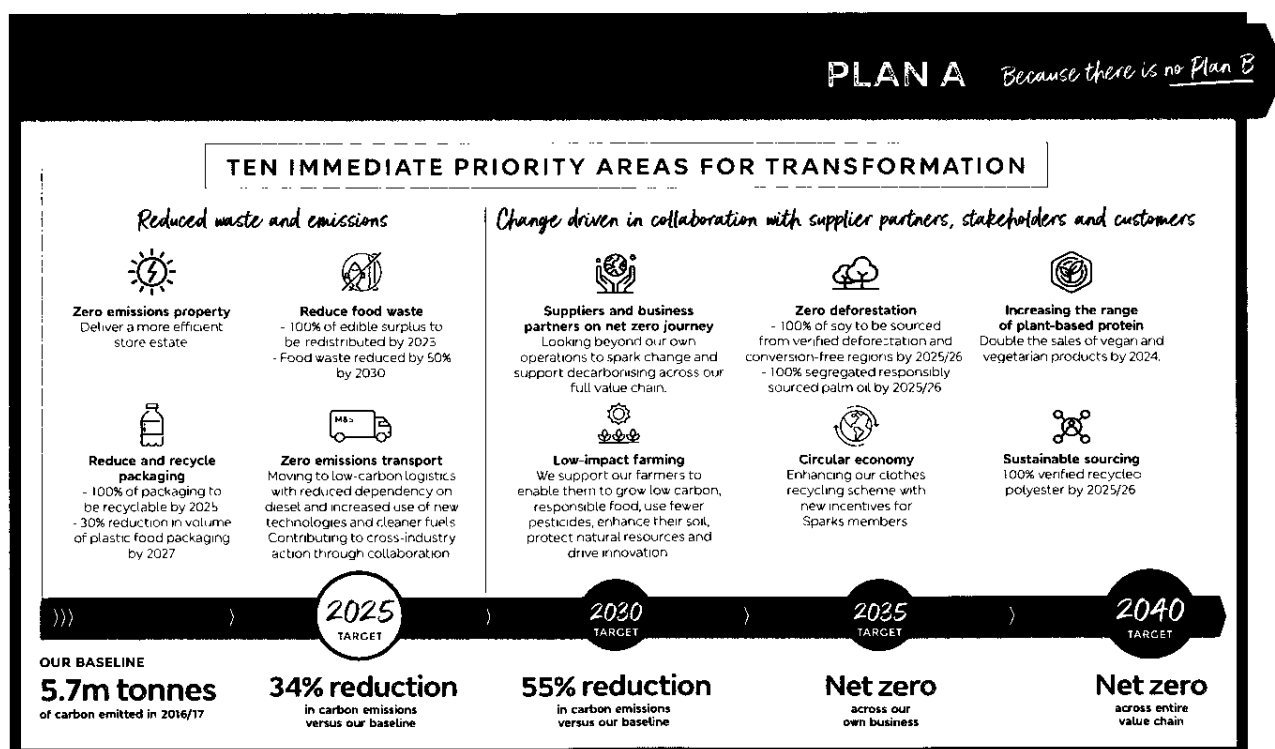 PLAN A Because there is no Plan B
TEN IMMEDIATE PRIORITY AREAS FOR TRANSFORMATION
Reduced waste and emissions
Zero emissions property
Deliver a more efficient
store estate
Reduce food waste
- 100% of edible surplus to
be redistributed by 2025
- Food waste reduced by 50%
by 2030
Reduce and recycle
packaging
- 100% of packaging to
be recyclable by 2025
- 30% reduction in volume
of plastic food packaging
by 2027
M&S
Zero emissions transport
Moving to low-carbon logistics
with reduced dependency on
diesel and increased use of new
technologies and cleaner fuels
Contributing to cross-industry
action through collaboration
Change driven in collaboration with supplier partners, stakeholders and customers
Suppliers and business
partners on net zero journey
Looking beyond our own
operations to spark change and
support decarbonising across our
full value chain.
Zero deforestation
- 100% of soy to be sourced
from verified deforestation and
conversion-free regions by 2025/26
- 100% segregated responsibly
sourced palm oil by 2025/26
Increasing the range
of plant-based protein
Double the sales of vegan and
vegetarian products by 2024.
Low-impact farming
We support our farmers to
enable them to grow low carbon,
responsible food, use fewer
pesticides, enhance their soil,
protect natural resources and
drive innovation
Circular economy
Enhancing our clothes
recycling scheme with
new incentives for
Sparks members
Sustainable sourcing
100% verified recycled
polyester by 2025/26
OUR BASELINE
5.7m tonnes
of carbon emitted in 2016/17
2025
TARGET
34% reduction
in carbon emissions
versus our baseline
2030
TARGET
55% reduction
in carbon emissions
versus our baseline
2035
TARGET
Net zero
across our
own business
2040
TARGET
Net zero
across entire
value chain